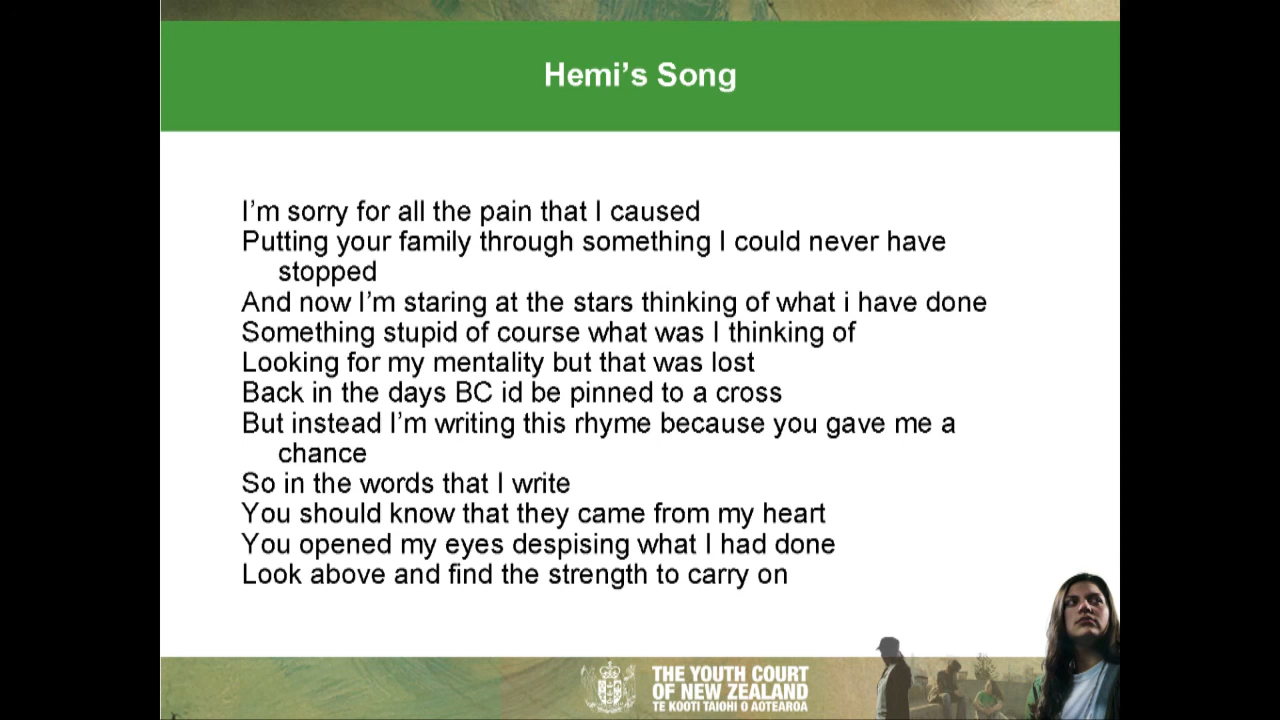 Hemi's Song
I'm sorry for all the pain that I caused
Putting your family through something I could never have
stopped
And now I'm staring at the stars thinking of what i have done
Something stupid of course what was I thinking of
Looking for my mentality but that was lost
Back in the days BC id be pinned to a cross
But instead I'm writing this rhyme because you gave me a
chance
So in the words that I write
You should know that they came from my heart
You opened my eyes despising what I had done
Look above and find the strength to carry on
THE YOUTH COURT
OF NEW ZEALAND
TE KOOTI TAIOHI O AOTEAROA